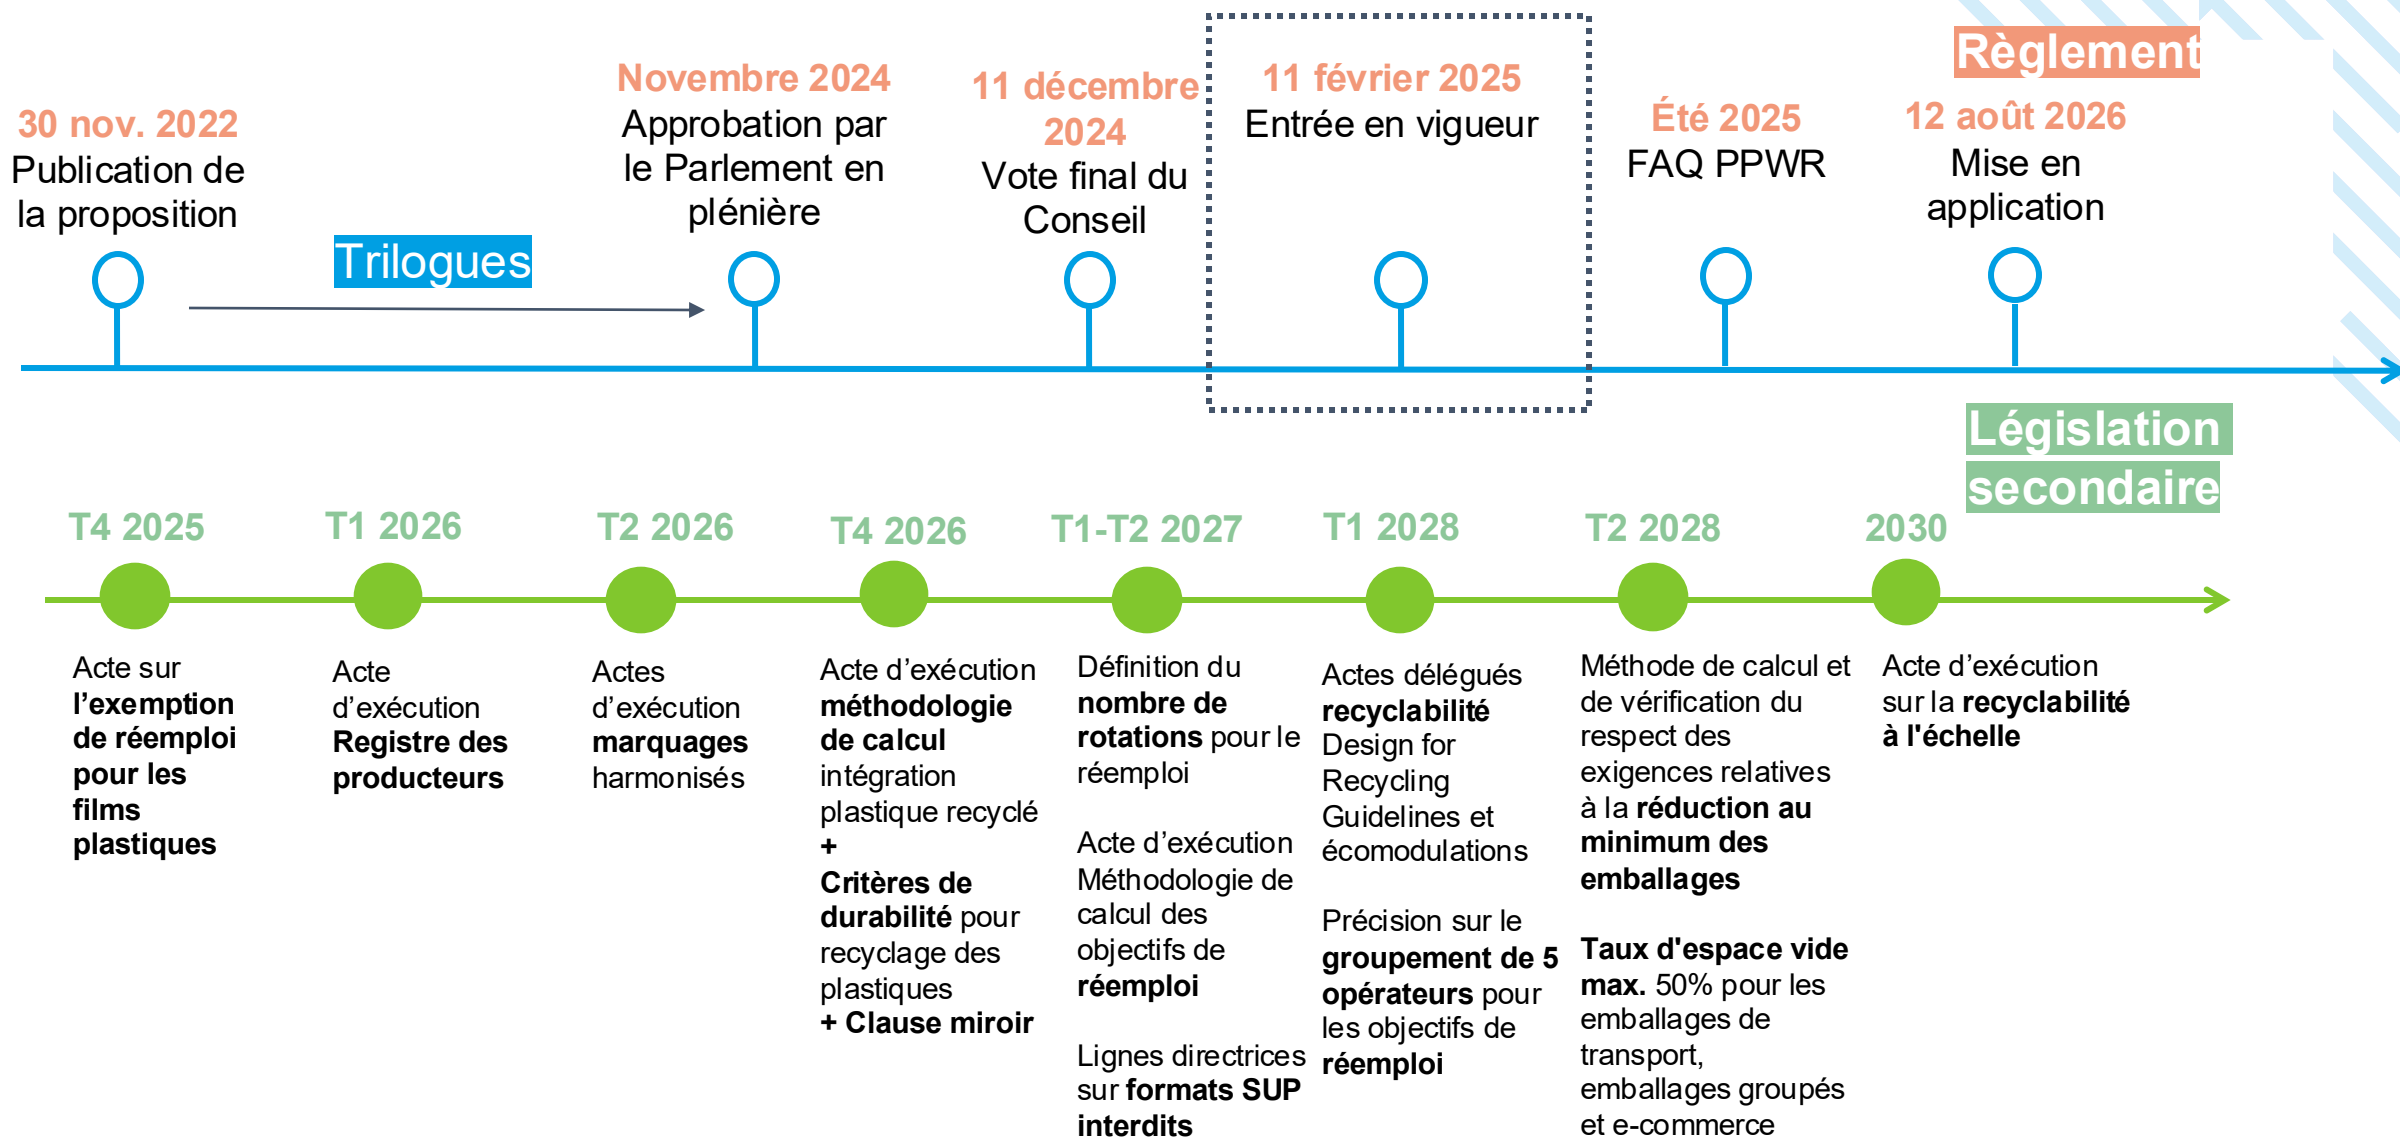 Règlement
30 nov. 2022
Publication de
la proposition
Trilogues
Novembre 2024
Approbation par
le Parlement en
plénière
11 décembre
2024
Vote final du
Conseil
11 février 2025
Entrée en vigueur
Été 2025
FAQ PPWR
12 août 2026
Mise en
application
Législation
secondaire
T4 2025
Acte sur
l’exemption
de réemploi
pour les
films
plastiques
T1 2026
Acte
d’exécution
Registre des
producteurs
T2 2026
Actes
d’exécution
marquages
harmonisés
T4 2026
Acte d’exécution
méthodologie
de calcul
intégration
plastique recyclé
+
Critères de
durabilité pour
recyclage des
plastiques
+ Clause miroir
T1-T2 2027
Définition du
nombre de
rotations pour le
réemploi
Acte d’exécution
Méthodologie de
calcul des
objectifs de
réemploi
Lignes directrices
sur formats SUP
interdits
T1 2028
Actes délégués
recyclabilité
Design for
Recycling
Guidelines et
écomodulations
Précision sur le
groupement de 5
opérateurs pour
les objectifs de
réemploi
T2 2028
Méthode de calcul et
de vérification du
respect des
exigences relatives
à la réduction au
minimum des
emballages
Taux d'espace vide
max. 50% pour les
emballages de
transport,
emballages groupés
et e-commerce
2030
Acte d’exécution
sur la recyclabilité
à l'échelle